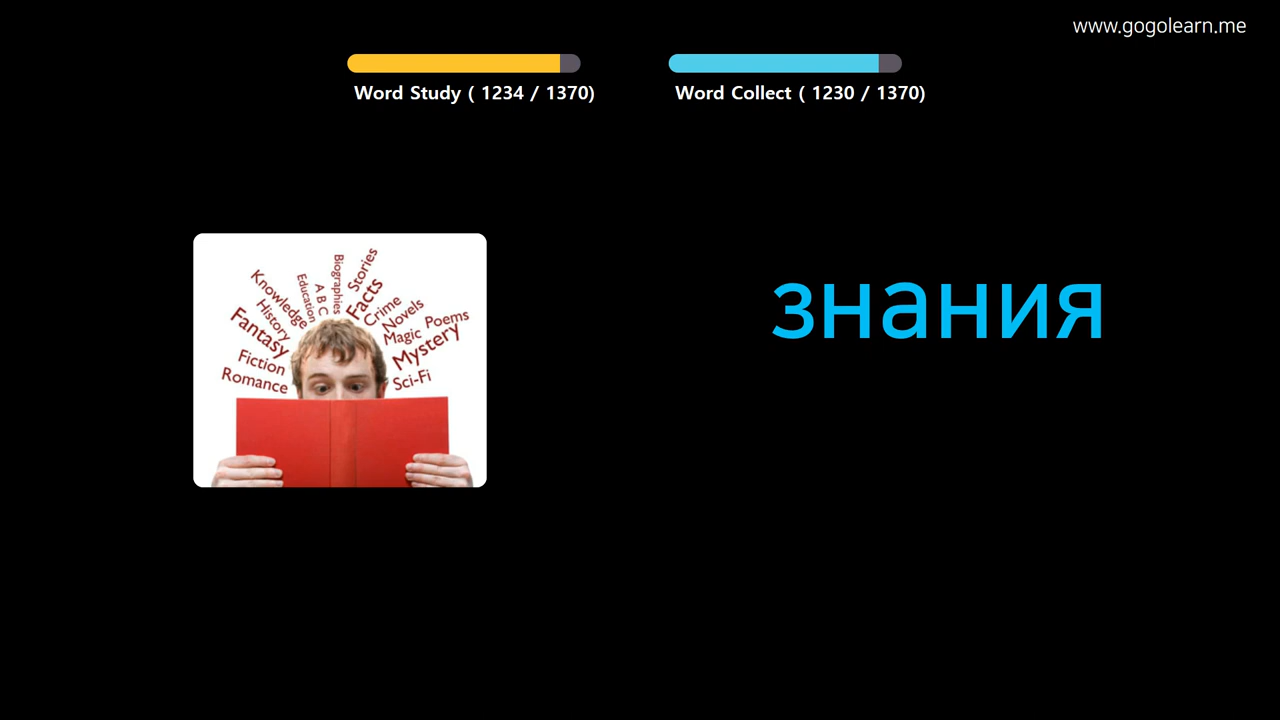 www.gogolearn.me
Word Study ( 1234 / 1370)
Word Collect ( 1230 / 1370)
знания
Stories
Biographies
Facts
A B C
Education
Knowledge
Crime
History
Novels
Poems
Fantasy
Magic
Mystery
Fiction
Romance
Sci-Fi